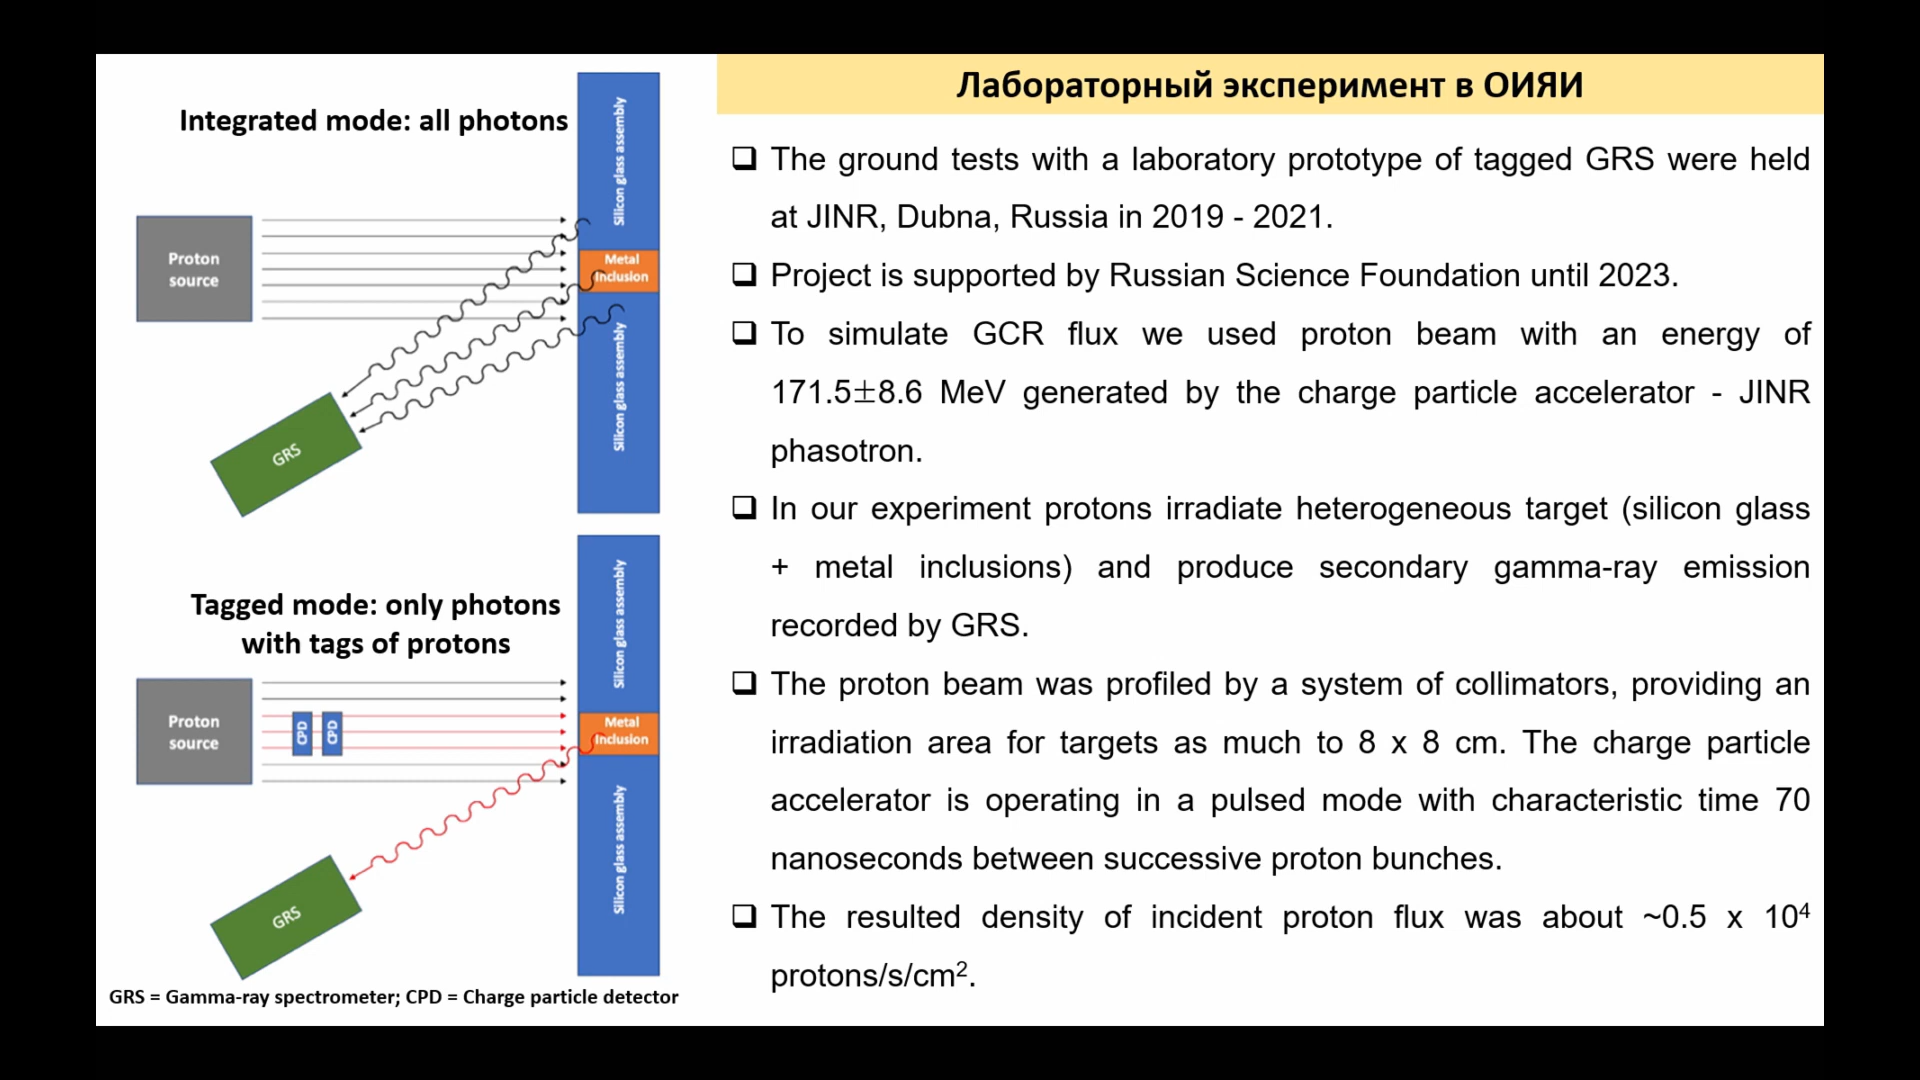 Integrated mode: all photons
Proton
source
Silicon glass assembly
Metal
Inclusion
Silicon glass assembly
GRS
Tagged mode: only photons
with tags of protons
Proton
source
CPD
CPD
Silicon glass assembly
Metal
Inclusion
Silicon glass assembly
GRS
GRS = Gamma-ray spectrometer; CPD = Charge particle detector
Лабораторный эксперимент в ОИЯИ
❑ The ground tests with a laboratory prototype of tagged GRS were held
at JINR, Dubna, Russia in 2019 - 2021.
❑ Project is supported by Russian Science Foundation until 2023.
❑ To simulate GCR flux we used proton beam with an energy of
171.5±8.6 MeV generated by the charge particle accelerator - JINR
phasotron.
❑ In our experiment protons irradiate heterogeneous target (silicon glass
+ metal inclusions) and produce secondary gamma-ray emission
recorded by GRS.
❑ The proton beam was profiled by a system of collimators, providing an
irradiation area for targets as much to 8 x 8 cm. The charge particle
accelerator is operating in a pulsed mode with characteristic time 70
nanoseconds between successive proton bunches.
❑ The resulted density of incident proton flux was about ~0.5 x 10⁴
protons/s/cm².